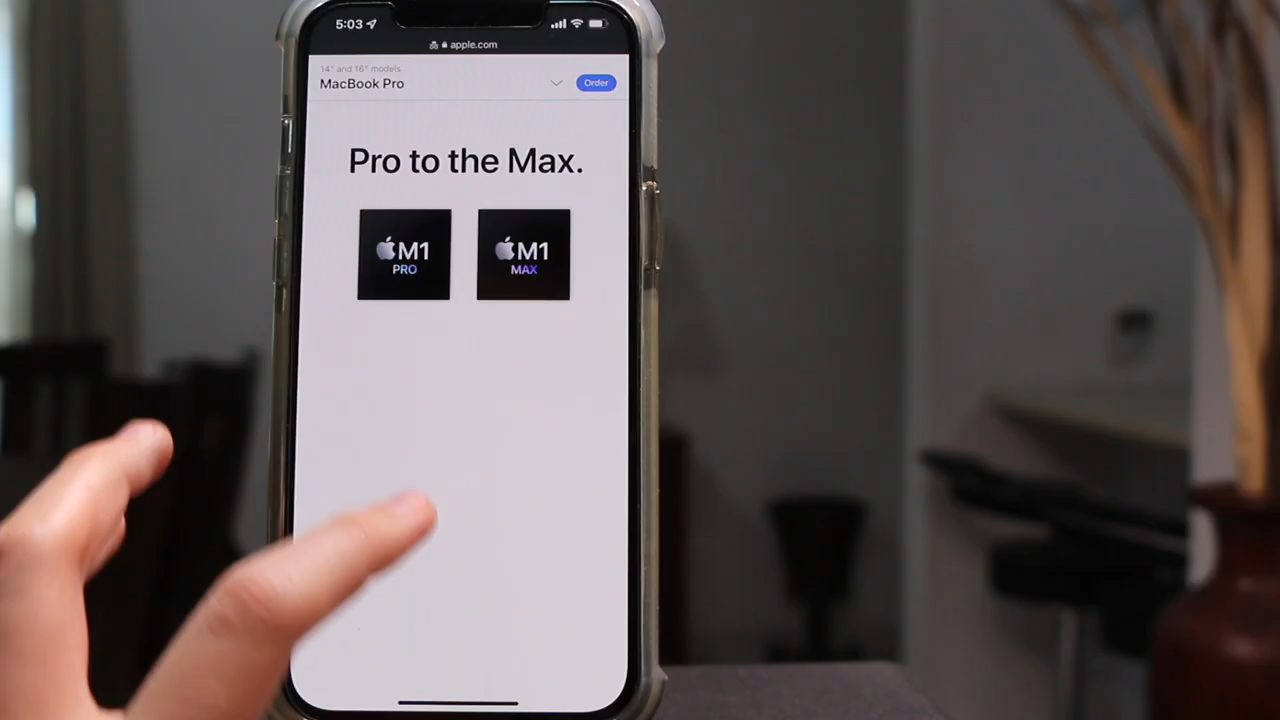 5:03
apple.com
14" and 16" models
MacBook Pro
Order
Pro to the Max.
M1
PRO
M1
MAX